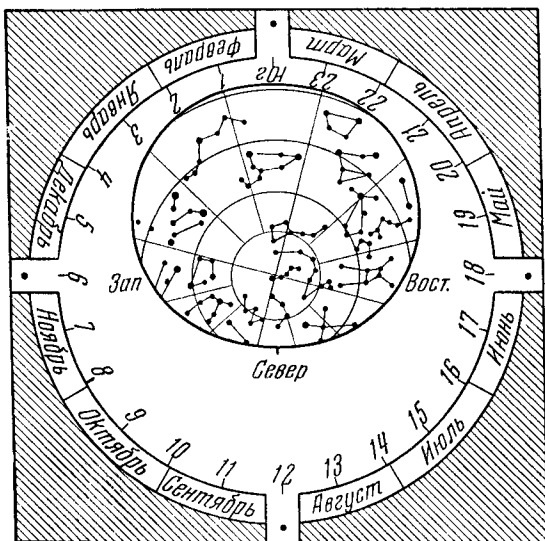 Февраль
Март
Январь
Апрель
Декабрь
Май
Ноябрь
Июнь
Октябрь
Июль
Сентябрь
Август
1
Юг
23
2
22
3
21
4
20
5
19
6
Зап
Вост.
18
7
17
8
Север
16
9
15
10
14
11
12
13